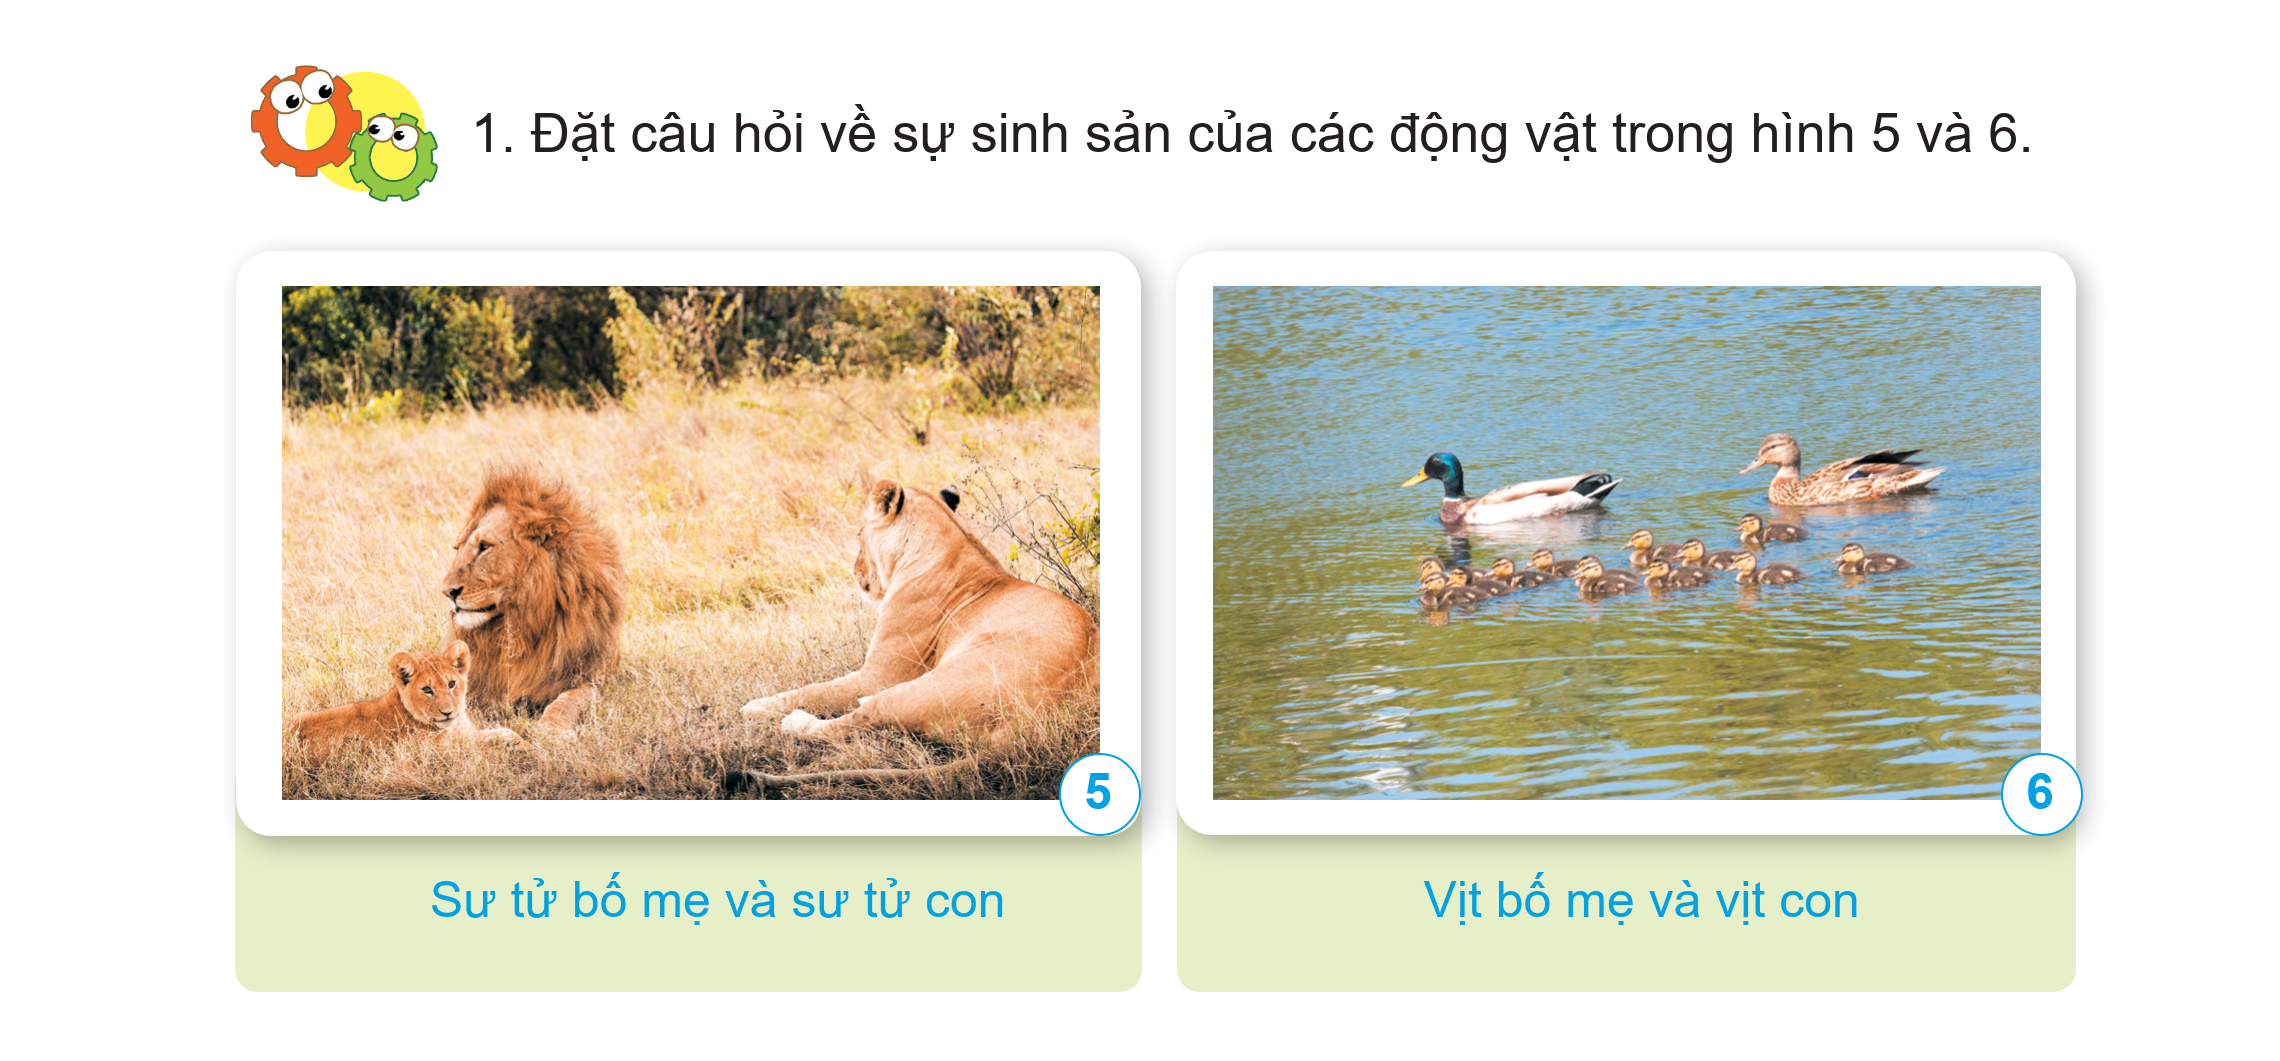 1. Đặt câu hỏi về sự sinh sản của các động vật trong hình 5 và 6.
5
6
Sư tử bố mẹ và sư tử con
Vịt bố mẹ và vịt con